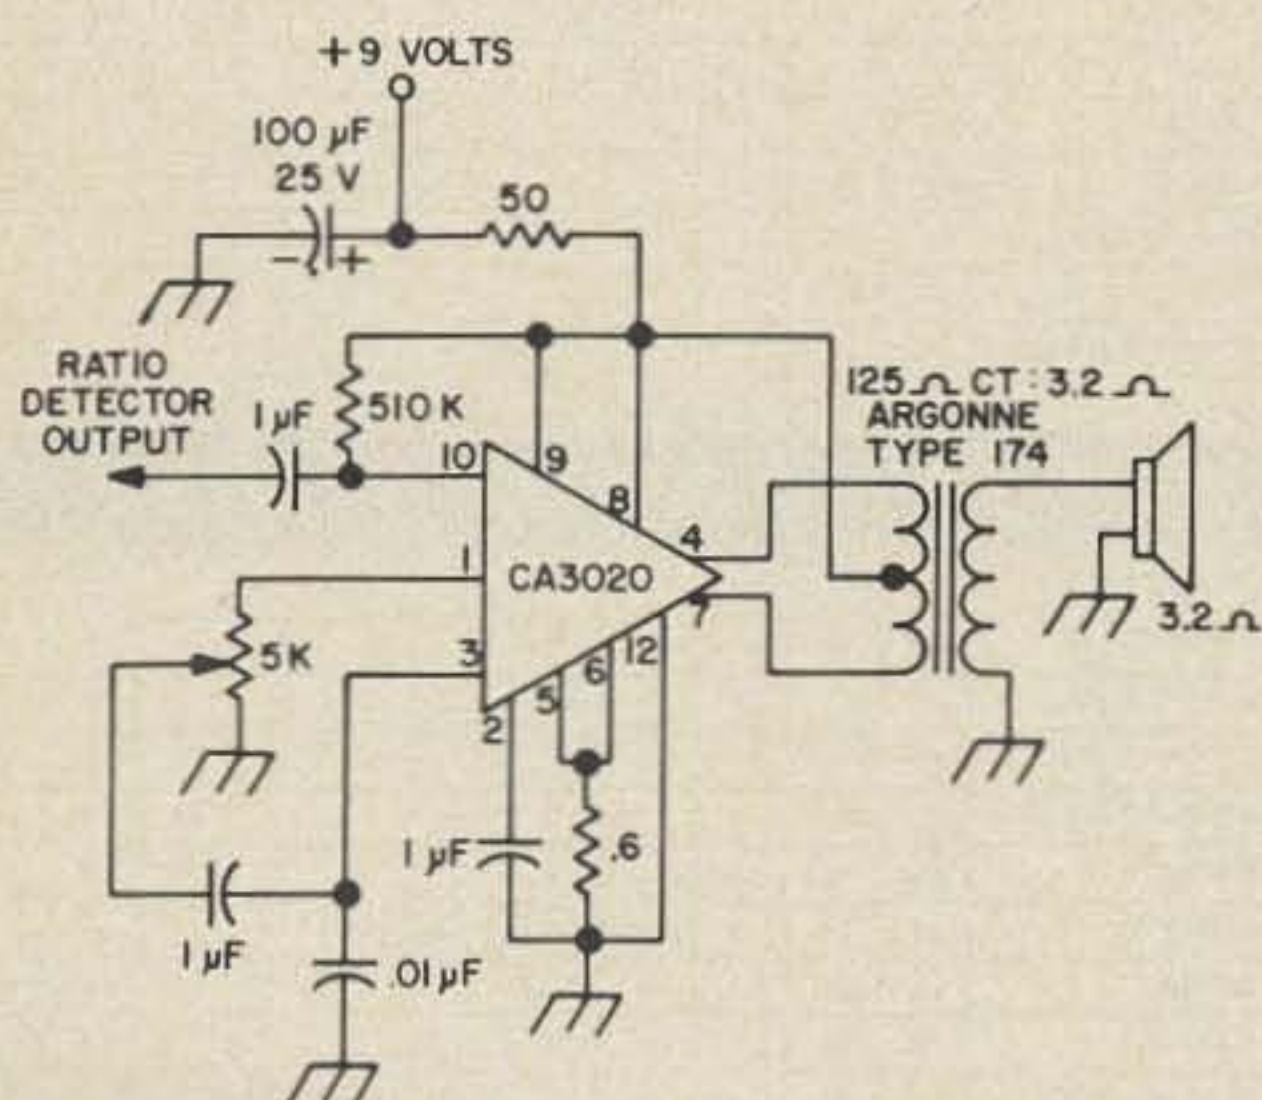 +9 VOLTS
100 µF
25 V
- +
50
RATIO
DETECTOR
OUTPUT
1 µF
510 K
125 Ω CT : 3.2 Ω
ARGONNE
TYPE 174
10
9
8
4
1
CA3020
7
3.2 Ω
5K
3
12
6
5
2
1 µF
.6
1 µF
.01 µF